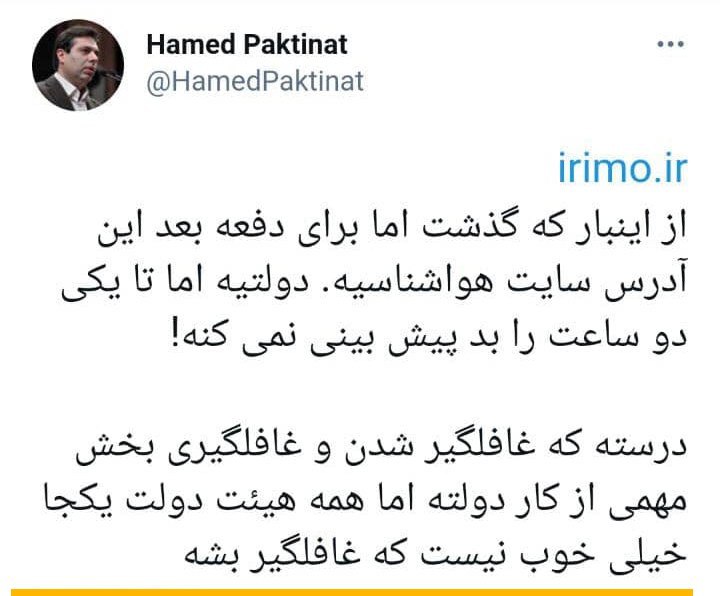 Hamed Paktinat
@HamedPaktinat
irimo.ir
از اینبار که گذشت اما برای دفعه بعد این
آدرس سایت هواشناسیه. دولتیه اما تا یکی
دو ساعت را بد پیش بینی نمی کنه!
درسته که غافلگیر شدن و غافلگیری بخش
مهمی از کار دولته اما همه هیئت دولت یکجا
خیلی خوب نیست که غافلگیر بشه